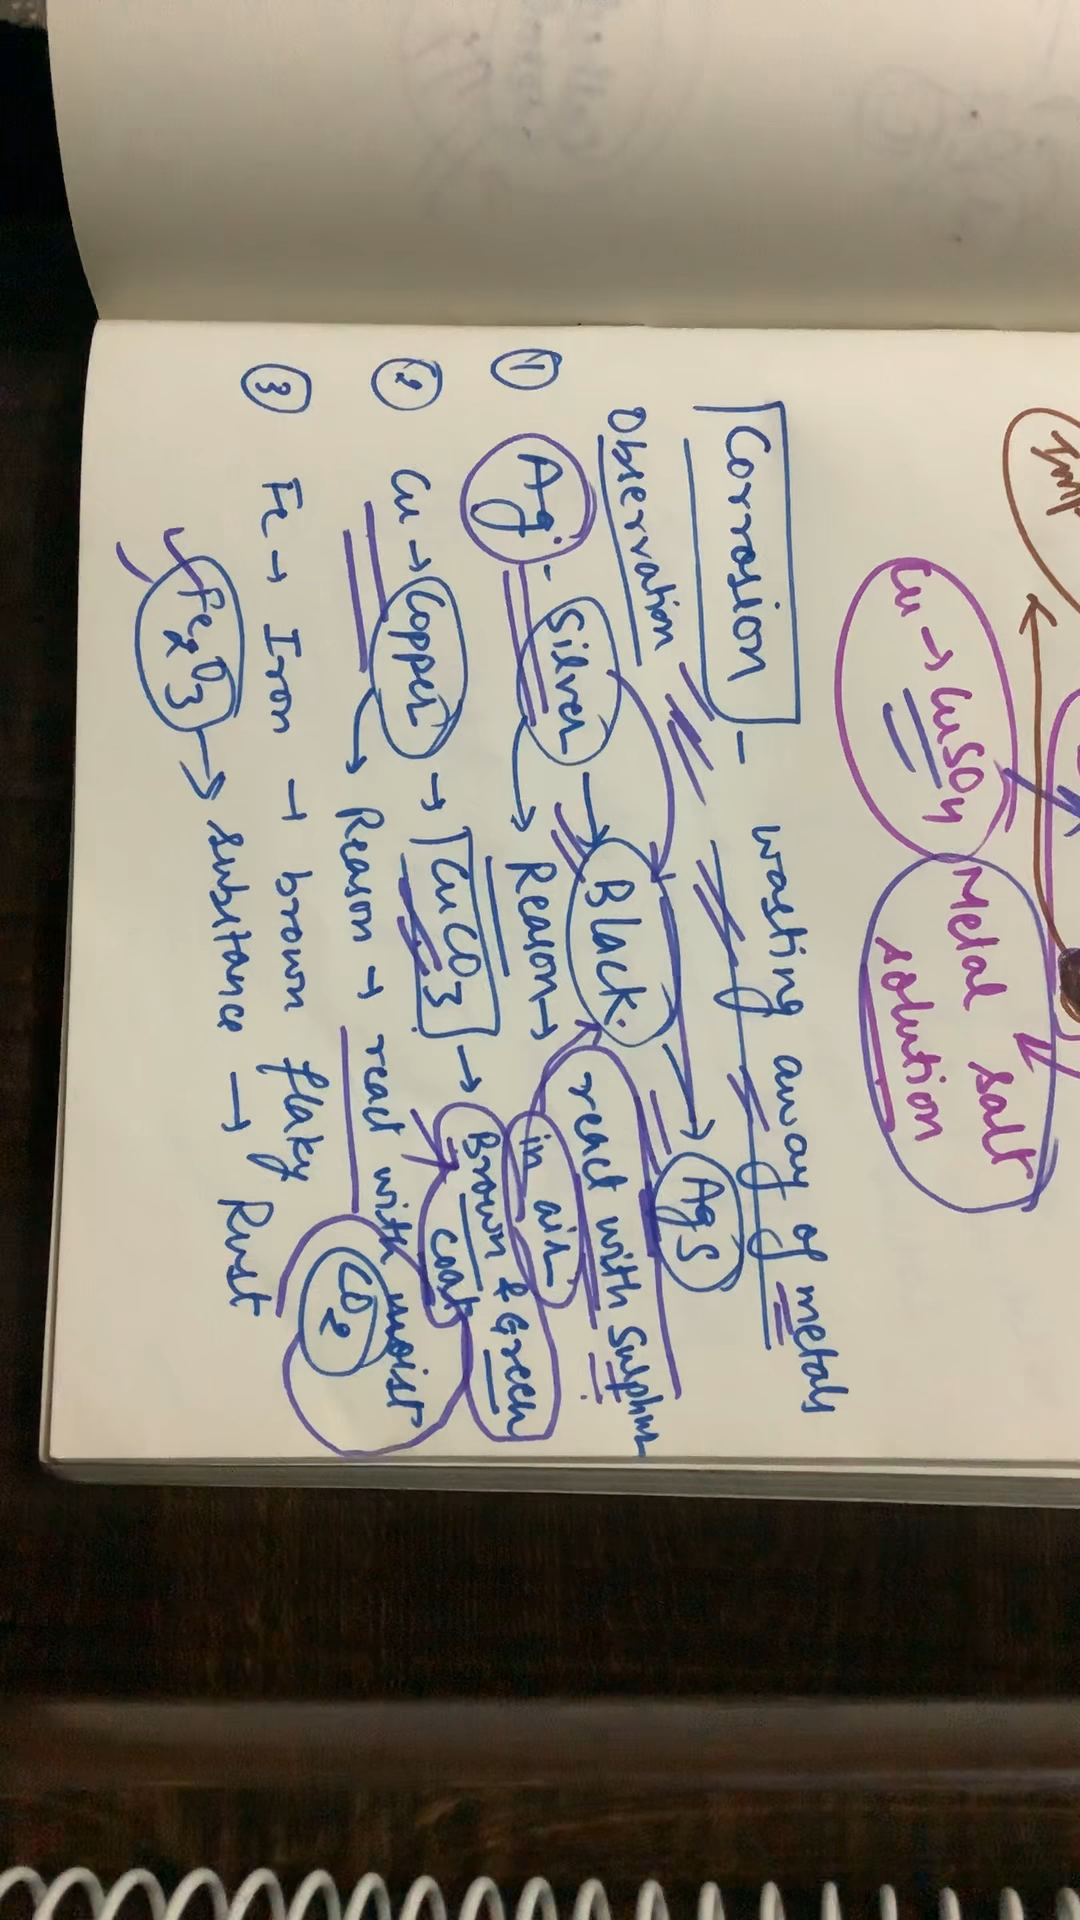 Imp
Cu → CuSO4
Metal salt
solution
Corrosion - wasting away of metals
Observation
① Ag - Silver → Black. → AgS
Reason → react with sulphur
in air
② Cu → Copper → CuCO3 → Brown & Green
coat
Reason → react with moist
CO2
③ Fe → Iron → brown flaky
Fe2O3 → substance → Rust